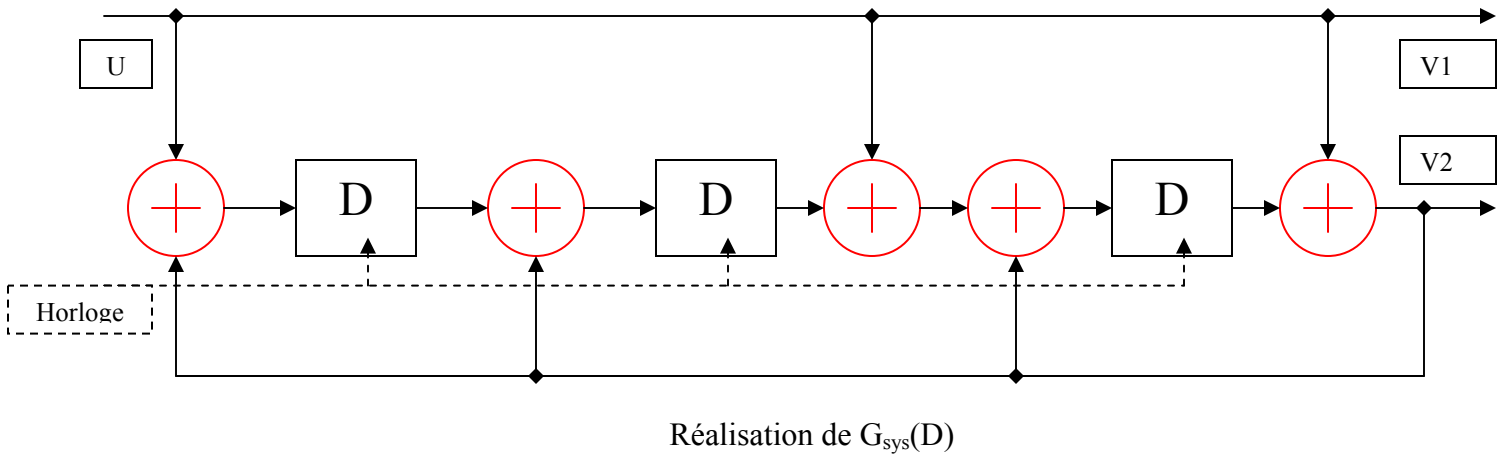 U
V1
V2
D
D
D
Horloge
Réalisation de Gsys(D)